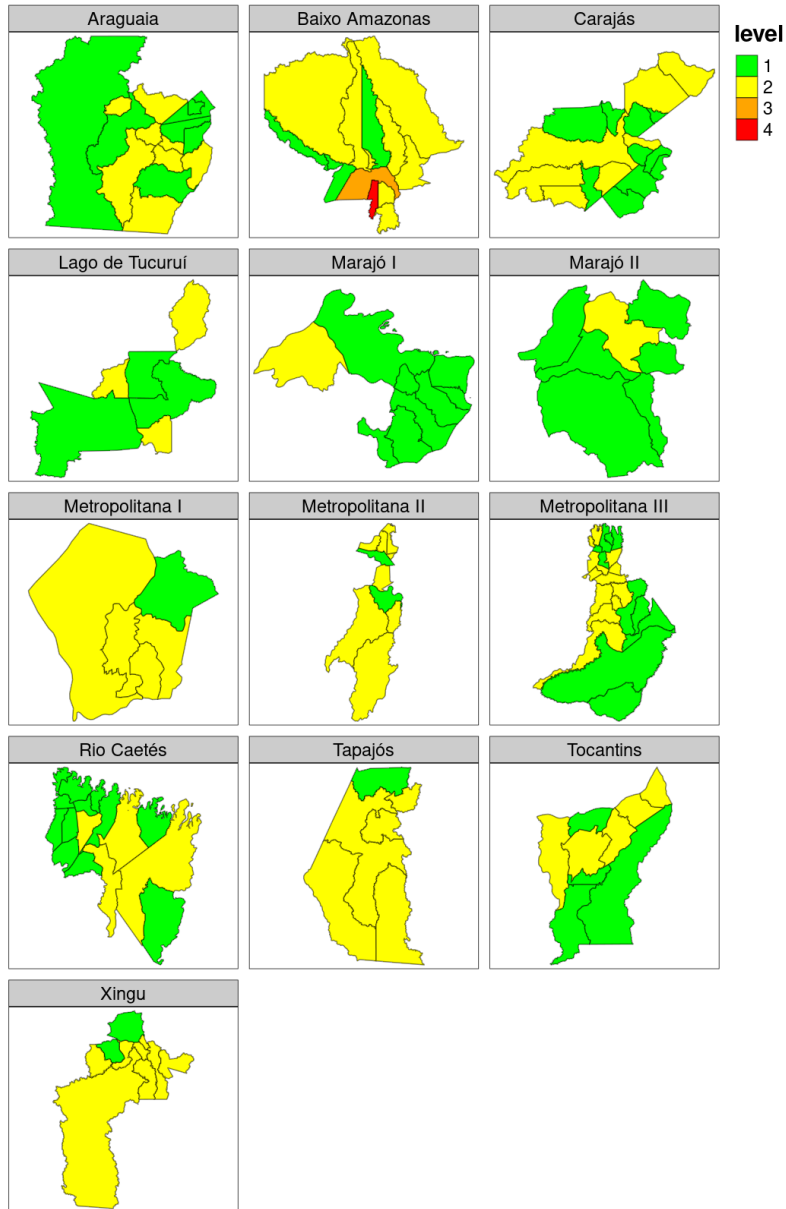 Araguaia
Baixo Amazonas
Carajás
level
1
2
3
4
Lago de Tucuruí
Marajó I
Marajó II
Metropolitana I
Metropolitana II
Metropolitana III
Rio Caetés
Tapajós
Tocantins
Xingu